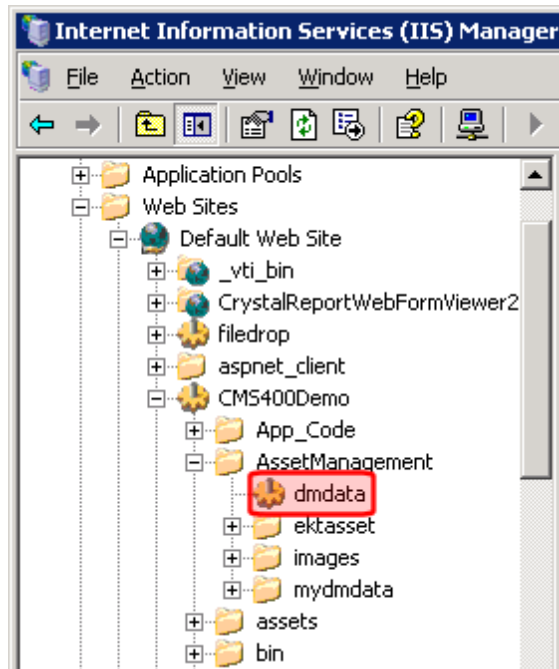 Internet Information Services (IIS) Manager
File Action View Window Help
Application Pools
Web Sites
Default Web Site
_vti_bin
CrystalReportWebFormViewer2
filedrop
aspnet_client
CMS400Demo
App_Code
AssetManagement
dmdata
ektasset
images
mydmdata
assets
bin